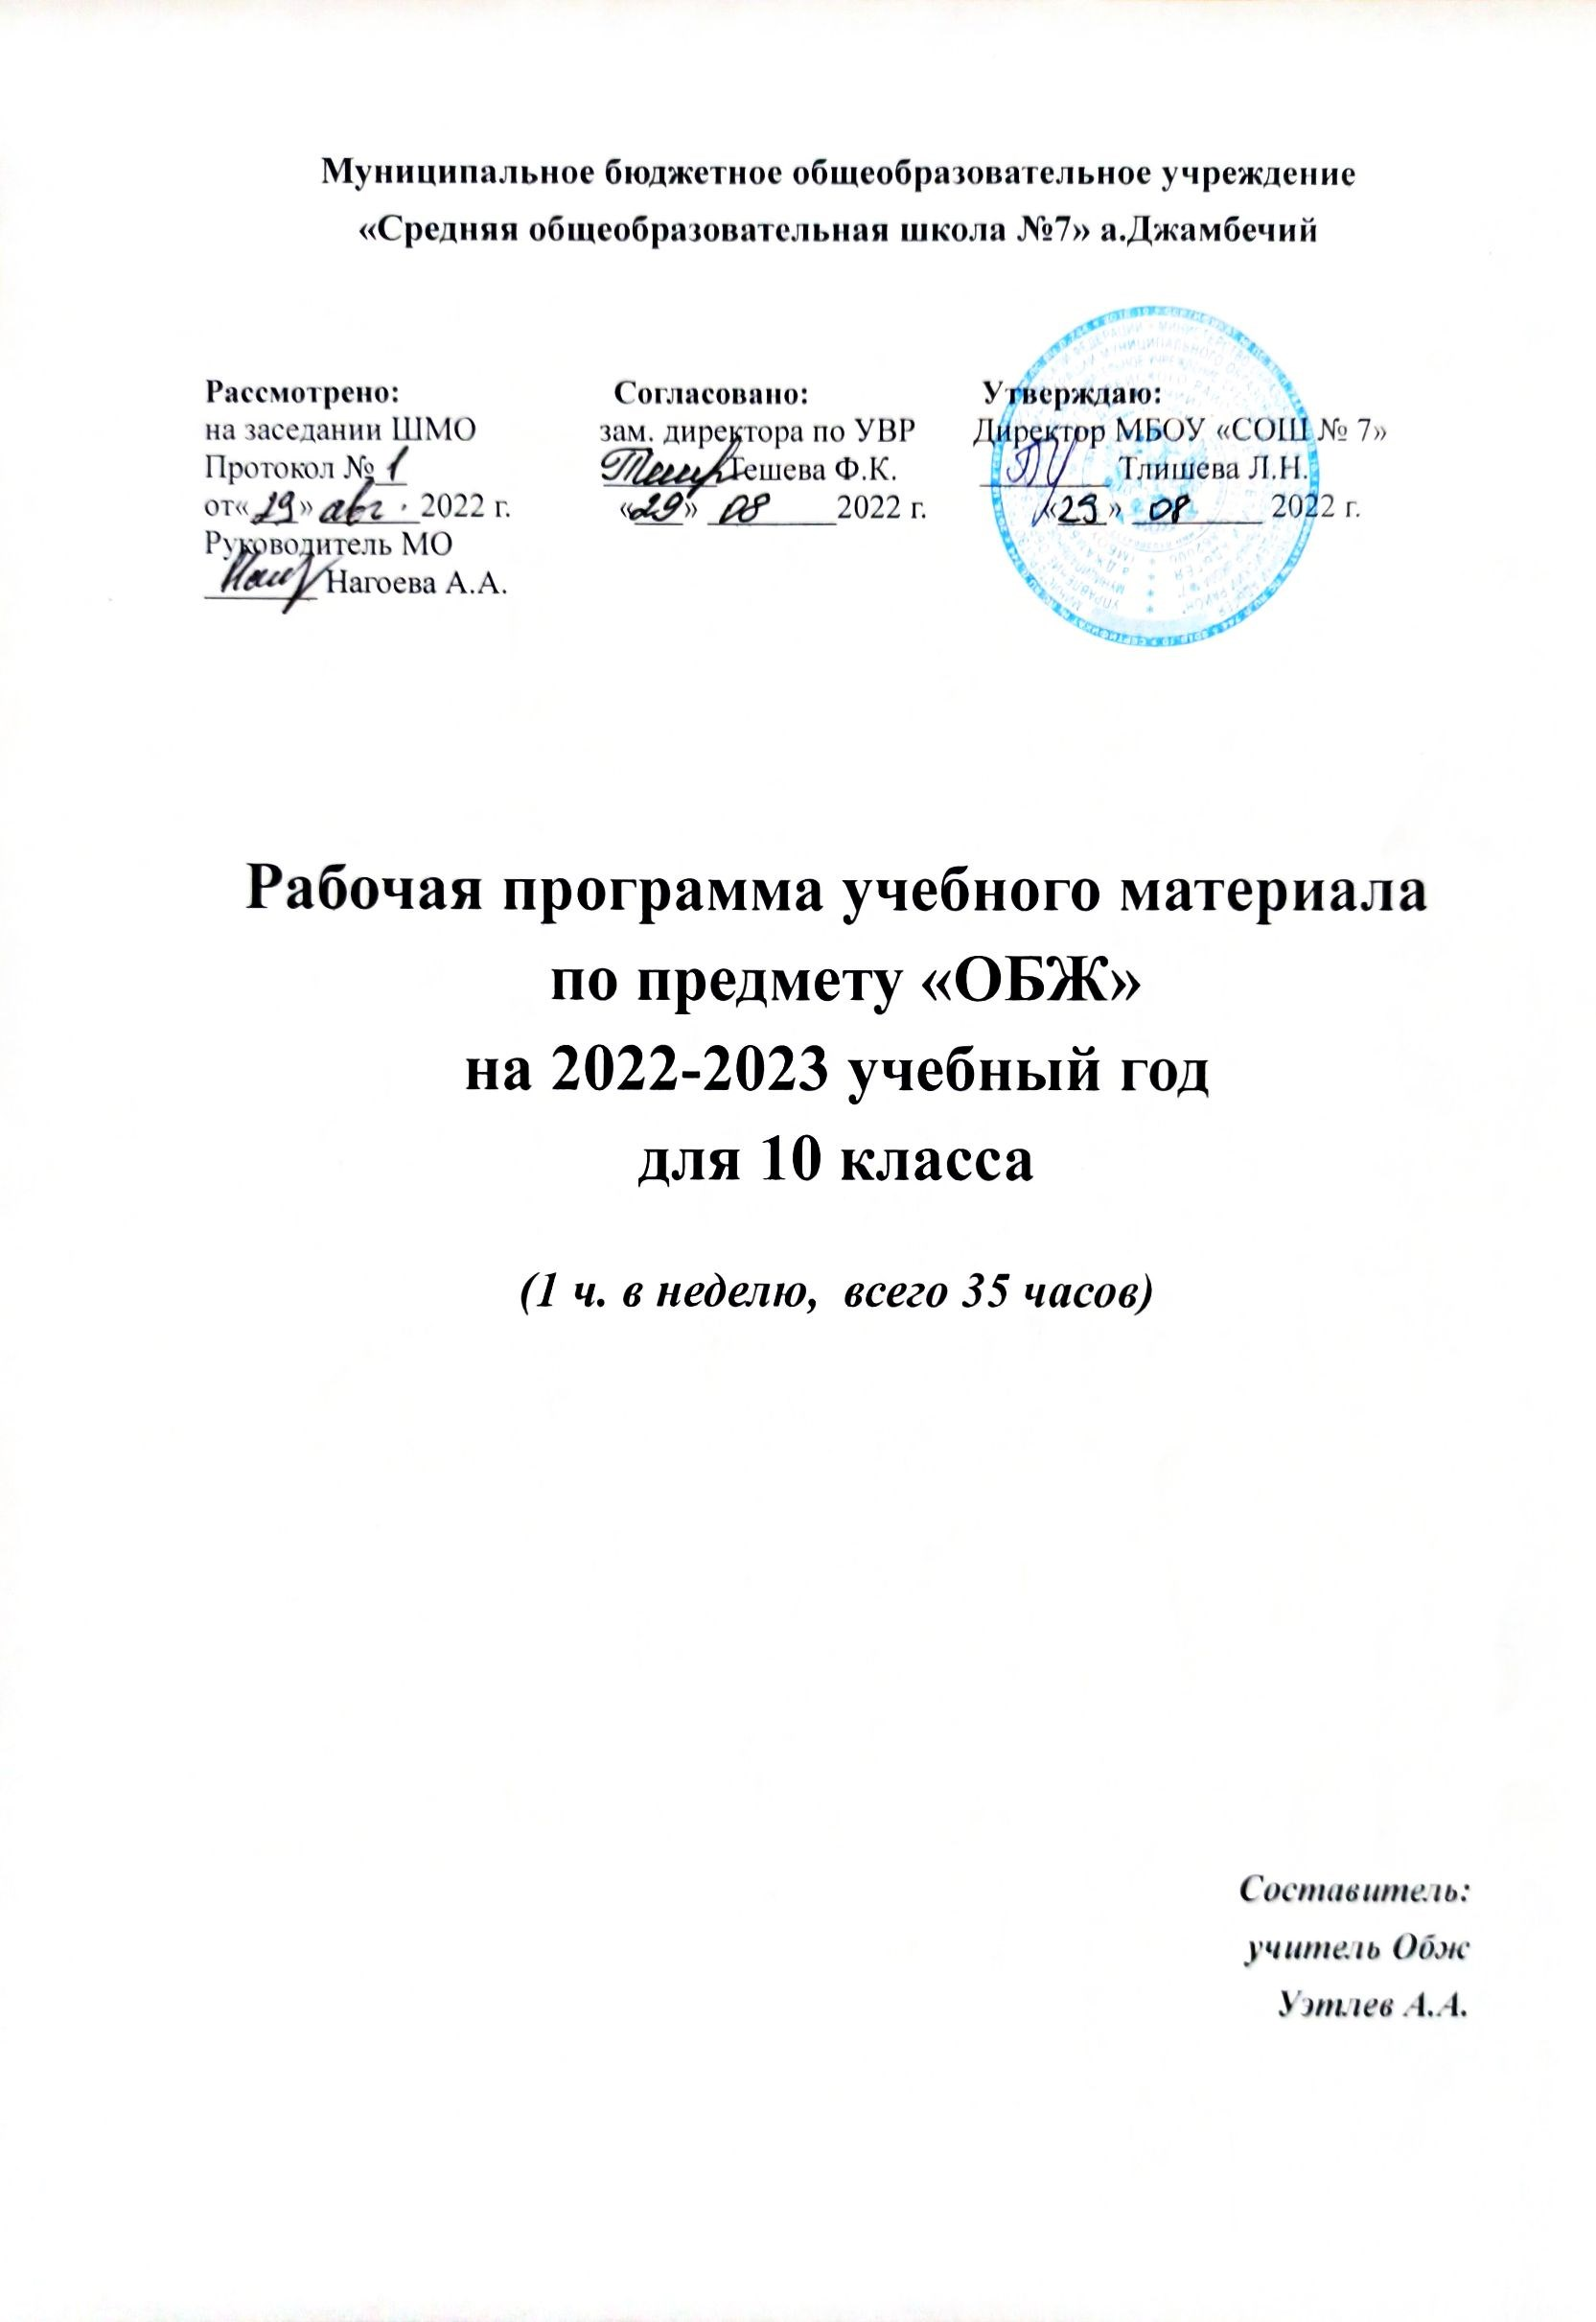 Муниципальное бюджетное общеобразовательное учреждение
«Средняя общеобразовательная школа №7» а.Джамбечий
Рассмотрено:
на заседании ШМО
Протокол № 1
от« 29 » авг. 2022 г.
Руководитель МО
Нагоева А.А.
Согласовано:
зам. директора по УВР
Тешева Ф.К.
«29» 08 2022 г.
Утверждаю:
Директор МБОУ «СОШ № 7»
Тлишева Л.Н.
«29» 08 2022 г.
Рабочая программа учебного материала
по предмету «ОБЖ»
на 2022-2023 учебный год
для 10 класса
(1 ч. в неделю, всего 35 часов)
Составитель:
учитель Обж
Уэтлев А.А.